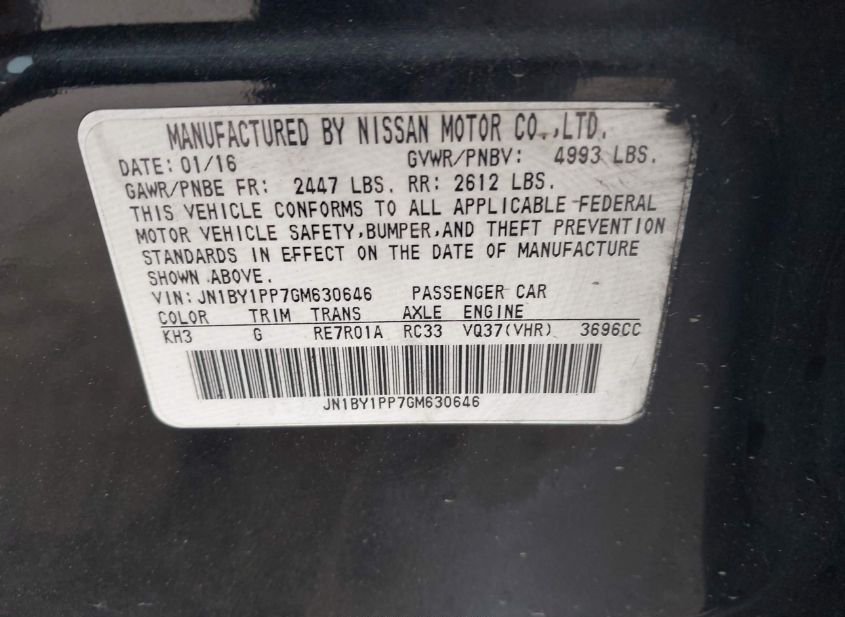 MANUFACTURED BY NISSAN MOTOR CO.,LTD.
DATE: 01/16 GVWR/PNBV: 4993 LBS.
GAWR/PNBE FR: 2447 LBS. RR: 2612 LBS.
THIS VEHICLE CONFORMS TO ALL APPLICABLE FEDERAL
MOTOR VEHICLE SAFETY,BUMPER,AND THEFT PREVENTION
STANDARDS IN EFFECT ON THE DATE OF MANUFACTURE
SHOWN ABOVE.
VIN: JN1BY1PP7GM630646 PASSENGER CAR
COLOR TRIM TRANS AXLE ENGINE
KH3 G RE7R01A RC33 VQ37(VHR) 3696CC
JN1BY1PP7GM630646